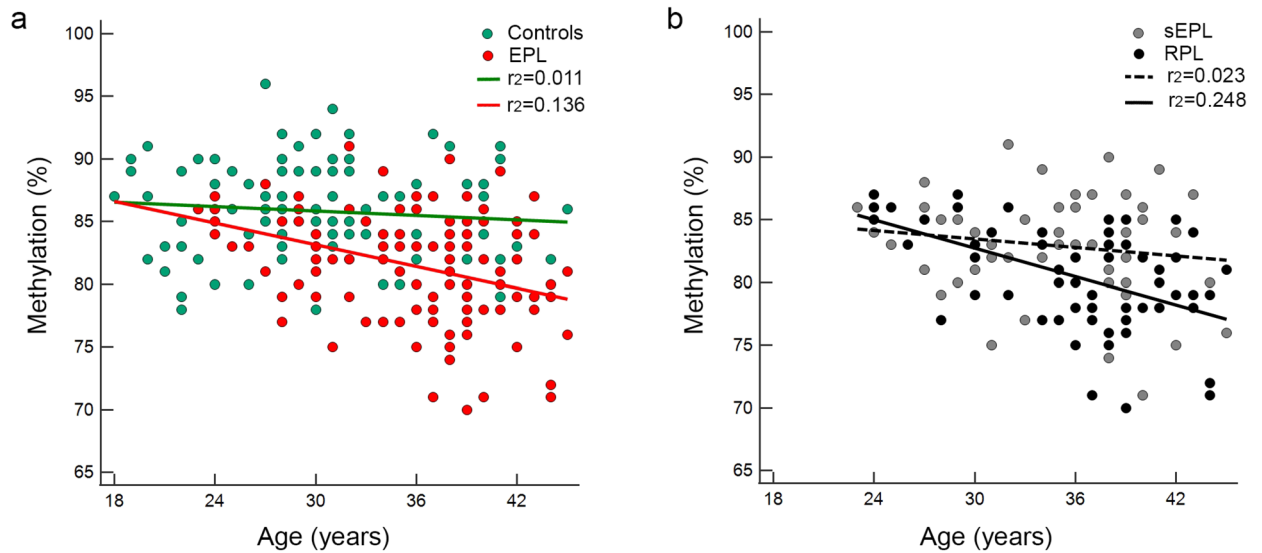 a
Controls
EPL
r2=0.011
r2=0.136
100
95
90
85
80
75
70
65
Methylation (%)
18 24 30 36 42
Age (years)
b
sEPL
RPL
r2=0.023
r2=0.248
100
95
90
85
80
75
70
65
Methylation (%)
18 24 30 36 42
Age (years)